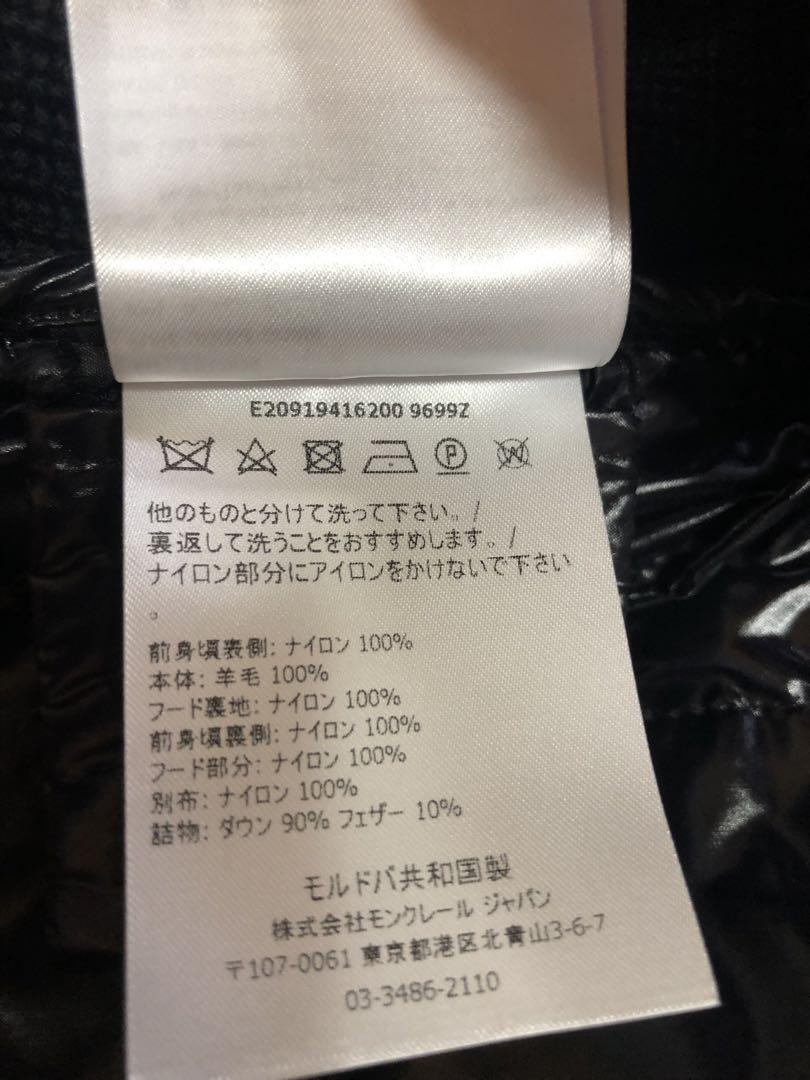 E20919416200 9699Z
P W
他のものと分けて洗って下さい。/
裏返して洗うことをおすすめします。/
ナイロン部分にアイロンをかけないで下さい
。
前身頃表側: ナイロン 100%
本体: 羊毛 100%
フード裏地: ナイロン 100%
前身頃裏側: ナイロン 100%
フード部分: ナイロン 100%
別布: ナイロン 100%
詰物: ダウン 90% フェザー 10%
モルドバ共和国製
株式会社モンクレール ジャパン
〒107-0061 東京都港区北青山3-6-7
03-3486-2110